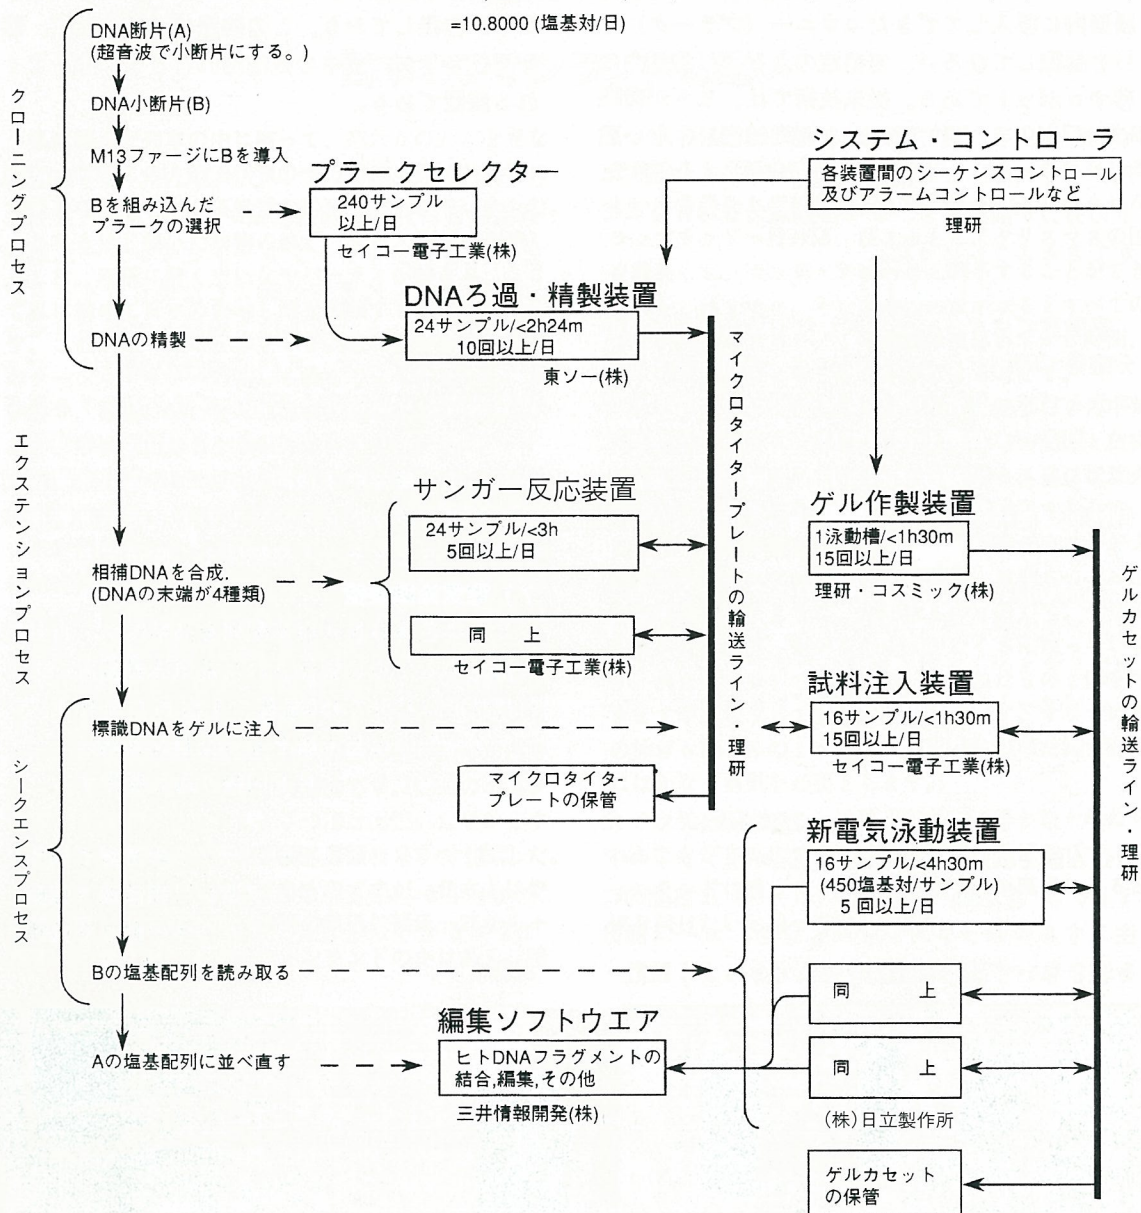 =10.8000 (塩基対/日)
クローニングプロセス
DNA断片(A)
(超音波で小断片にする。)
DNA小断片(B)
M13ファージにBを導入
Bを組み込んだ
プラークの選択
DNAの精製
プラークセレクター
240サンプル
以上/日
セイコー電子工業(株)
システム・コントローラ
各装置間のシーケンスコントロール
及びアラームコントロールなど
理研
DNAろ過・精製装置
24サンプル/<2h24m
10回以上/日
東ソー(株)
マイクロタイタープレートの輸送ライン・理研
エクステンションプロセス
相補DNAを合成.
(DNAの末端が4種類)
サンガー反応装置
24サンプル/<3h
5回以上/日
同 上
セイコー電子工業(株)
ゲル作製装置
1泳動槽/<1h30m
15回以上/日
理研・コスミック(株)
ゲルカセットの輸送ライン・理研
シークエンスプロセス
標識DNAをゲルに注入
試料注入装置
16サンプル/<1h30m
15回以上/日
セイコー電子工業(株)
マイクロタイタ-
プレートの保管
新電気泳動装置
16サンプル/<4h30m
(450塩基対/サンプル)
5 回以上/日
Bの塩基配列を読み取る
同 上
Aの塩基配列に並べ直す
編集ソフトウエア
ヒトDNAフラグメントの
結合,編集,その他
三井情報開発(株)
同 上
(株)日立製作所
ゲルカセット
の保管